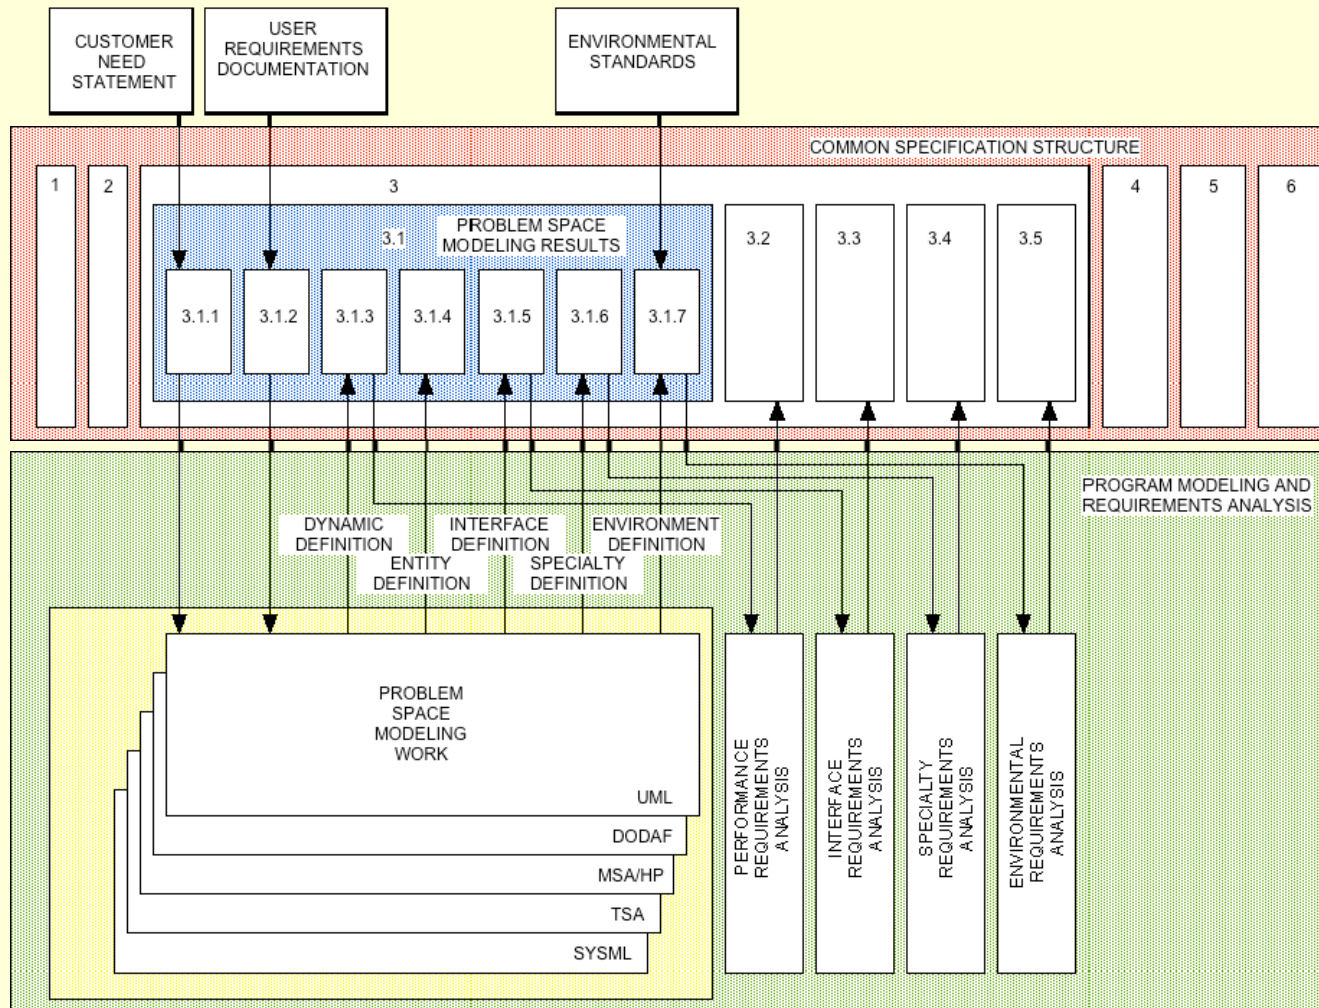 CUSTOMER
NEED
STATEMENT
USER
REQUIREMENTS
DOCUMENTATION
ENVIRONMENTAL
STANDARDS
COMMON SPECIFICATION STRUCTURE
1
2
3
4
5
6
3.1
PROBLEM SPACE
MODELING RESULTS
3.2
3.3
3.4
3.5
3.1.1
3.1.2
3.1.3
3.1.4
3.1.5
3.1.6
3.1.7
PROGRAM MODELING AND
REQUIREMENTS ANALYSIS
DYNAMIC
DEFINITION
INTERFACE
DEFINITION
ENVIRONMENT
DEFINITION
ENTITY
DEFINITION
SPECIALTY
DEFINITION
PROBLEM
SPACE
MODELING
WORK
UML
DODAF
MSA/HP
TSA
SYSML
PERFORMANCE
REQUIREMENTS
ANALYSIS
INTERFACE
REQUIREMENTS
ANALYSIS
SPECIALTY
REQUIREMENTS
ANALYSIS
ENVIRONMENTAL
REQUIREMENTS
ANALYSIS